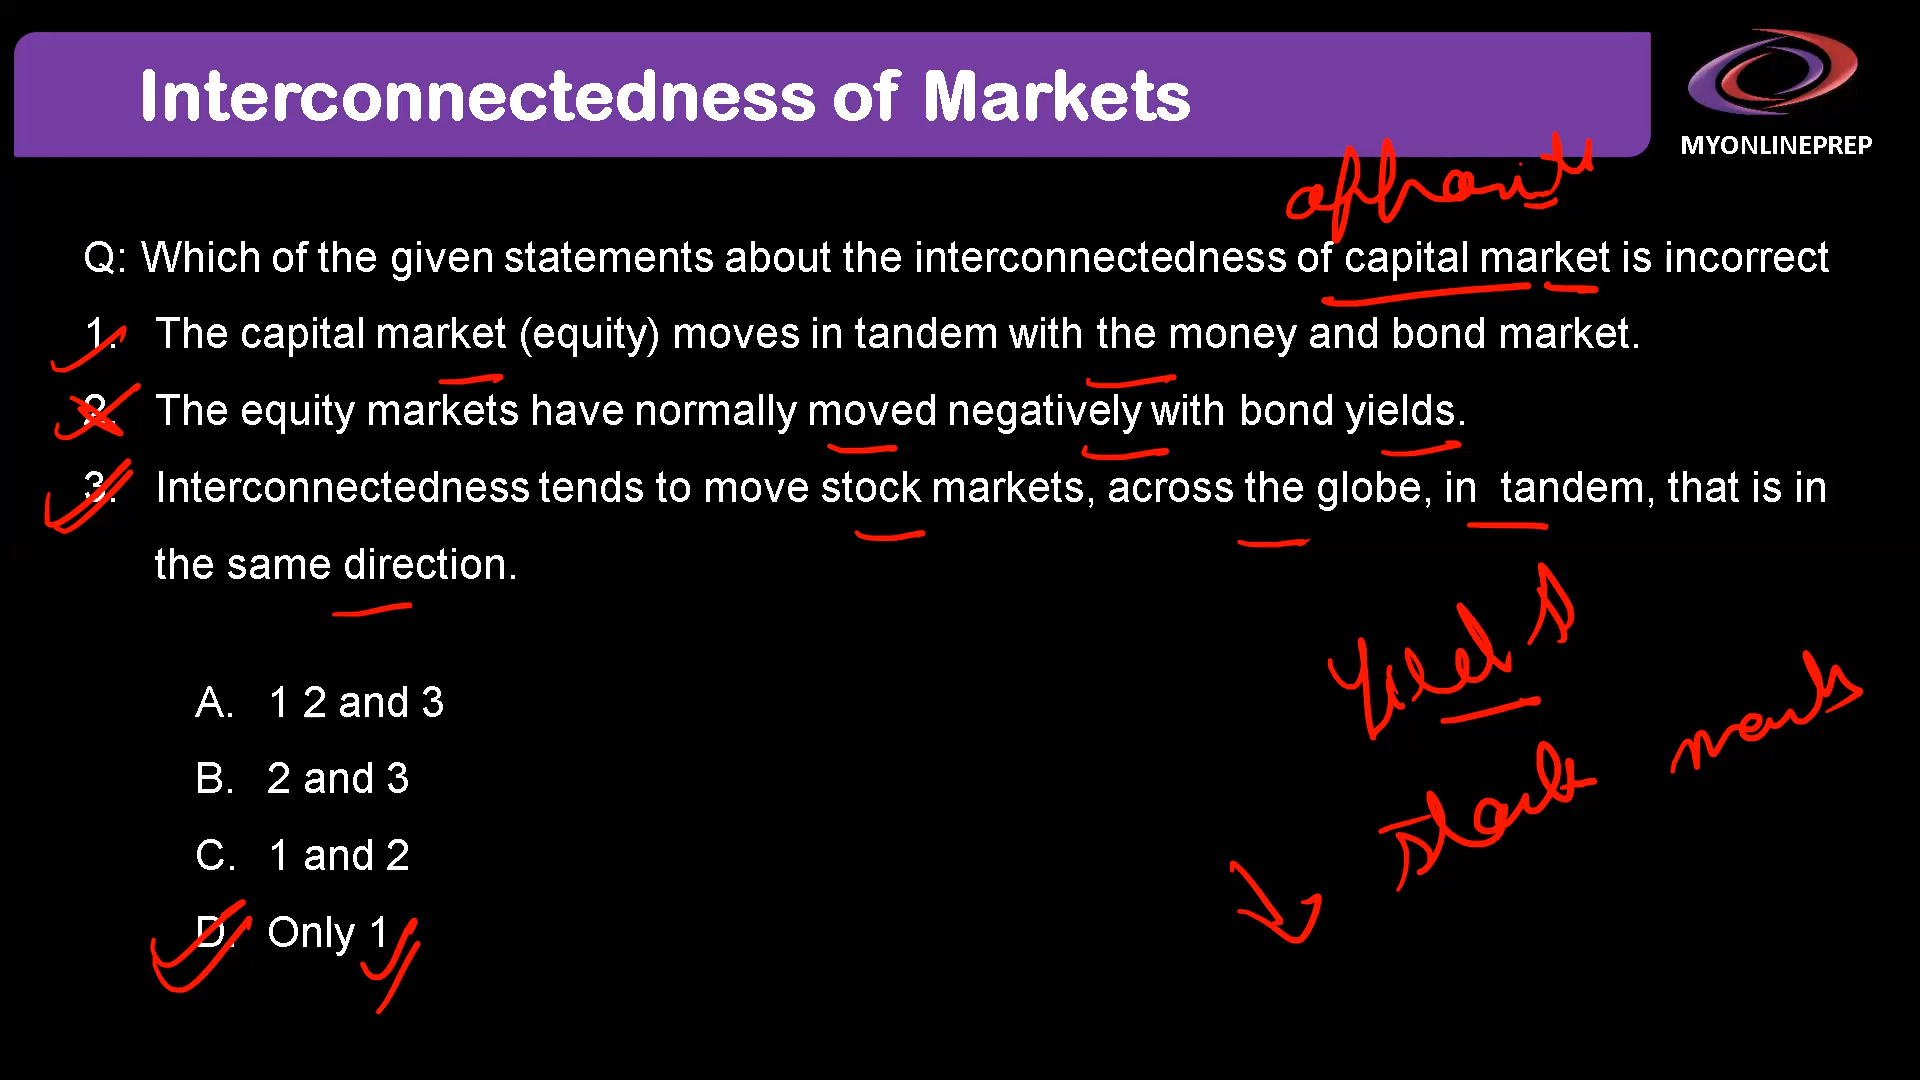 Interconnectedness of Markets
MYONLINEPREP
Q: Which of the given statements about the interconnectedness of capital market is incorrect
1. The capital market (equity) moves in tandem with the money and bond market.
2. The equity markets have normally moved negatively with bond yields.
3. Interconnectedness tends to move stock markets, across the globe, in tandem, that is in
the same direction.
A. 1 2 and 3
B. 2 and 3
C. 1 and 2
D. Only 1